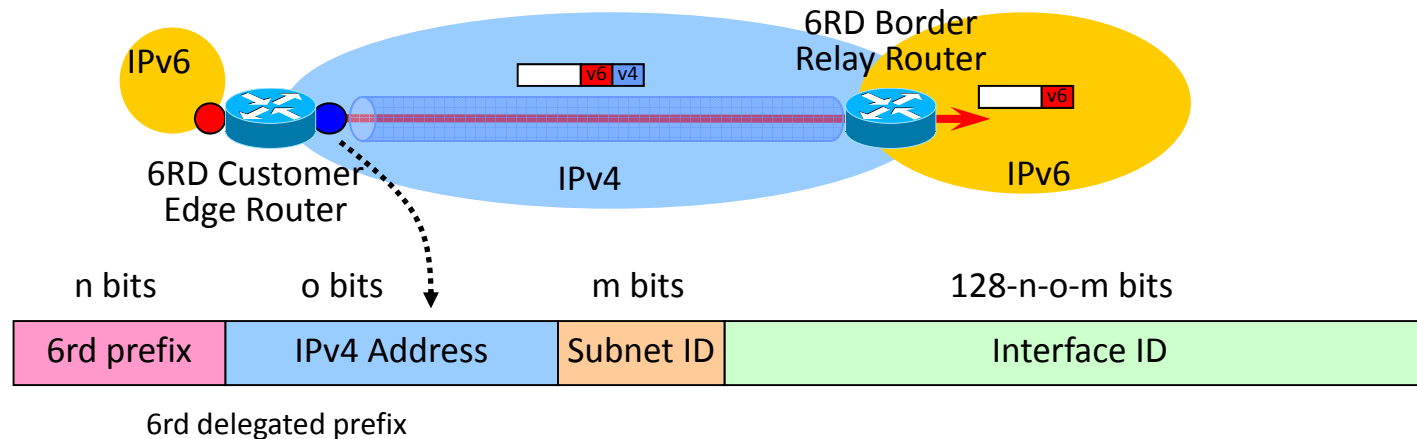 6RD Border
Relay Router
IPv6
v6 v4
v6
6RD Customer
Edge Router
IPv4
IPv6
n bits o bits m bits 128-n-o-m bits
6rd prefix IPv4 Address Subnet ID Interface ID
6rd delegated prefix